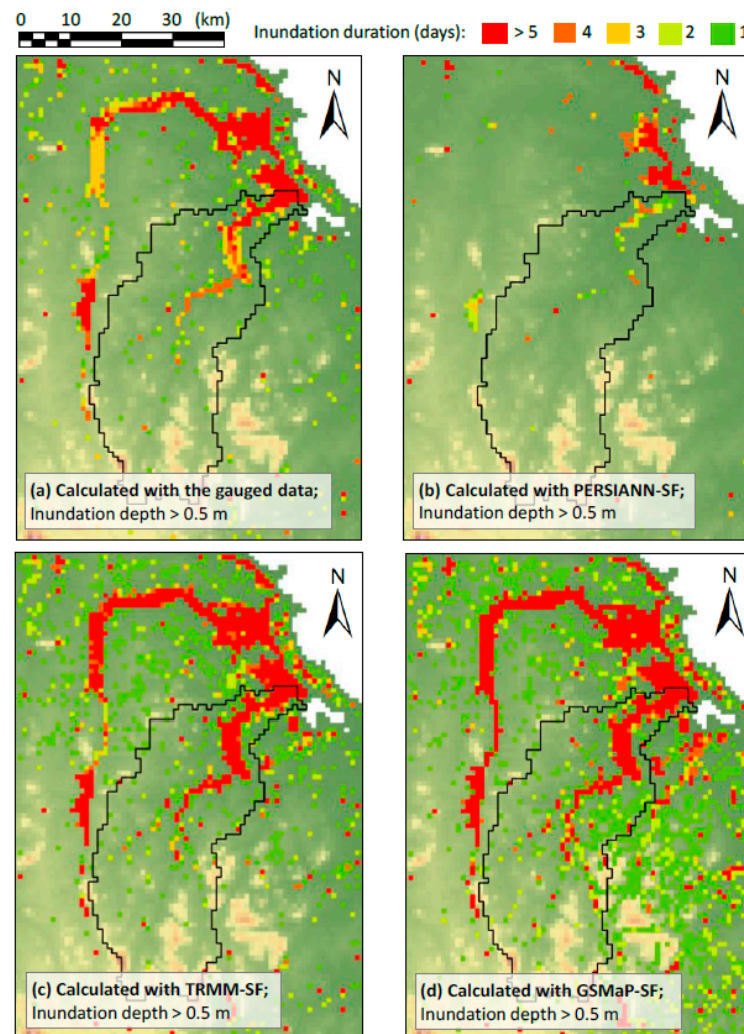 0 10 20 30 (km)
Inundation duration (days): > 5 4 3 2 1
N
N
(a) Calculated with the gauged data;
Inundation depth > 0.5 m
(b) Calculated with PERSIANN-SF;
Inundation depth > 0.5 m
N
N
(c) Calculated with TRMM-SF;
Inundation depth > 0.5 m
(d) Calculated with GSMaP-SF;
Inundation depth > 0.5 m